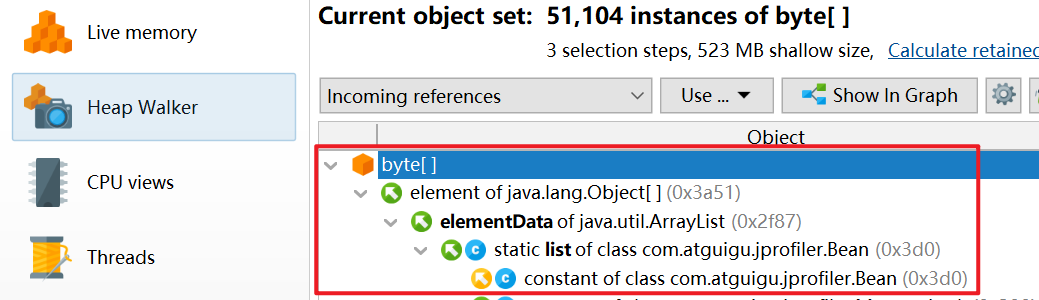 Live memory
Heap Walker
CPU views
Threads
Current object set: 51,104 instances of byte[ ]
3 selection steps, 523 MB shallow size, Calculate retained
Incoming references
Use ...
Show In Graph
Object
byte[ ]
element of java.lang.Object[ ] (0x3a51)
elementData of java.util.ArrayList (0x2f87)
static list of class com.atguigu.jprofiler.Bean (0x3d0)
constant of class com.atguigu.jprofiler.Bean (0x3d0)